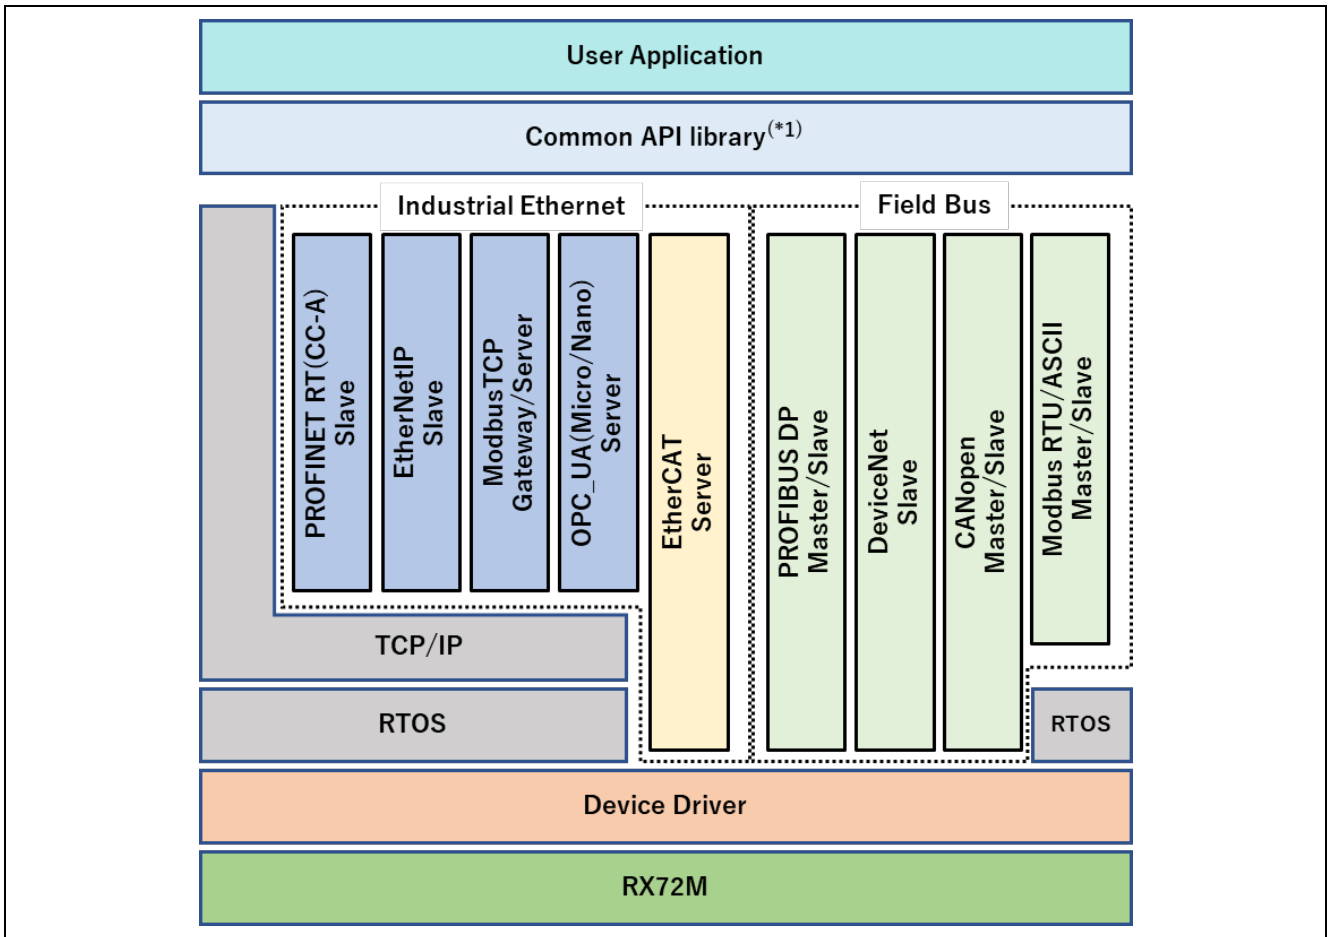 User Application
Common API library(*1)
Industrial Ethernet
Field Bus
PROFINET RT(CC-A)
Slave
EtherNetIP
Slave
ModbusTCP
Gateway/Server
OPC_UA(Micro/Nano)
Server
EtherCAT
Server
PROFIBUS DP
Master/Slave
DeviceNet
Slave
CANopen
Master/Slave
Modbus RTU/ASCII
Master/Slave
TCP/IP
RTOS
RTOS
Device Driver
RX72M